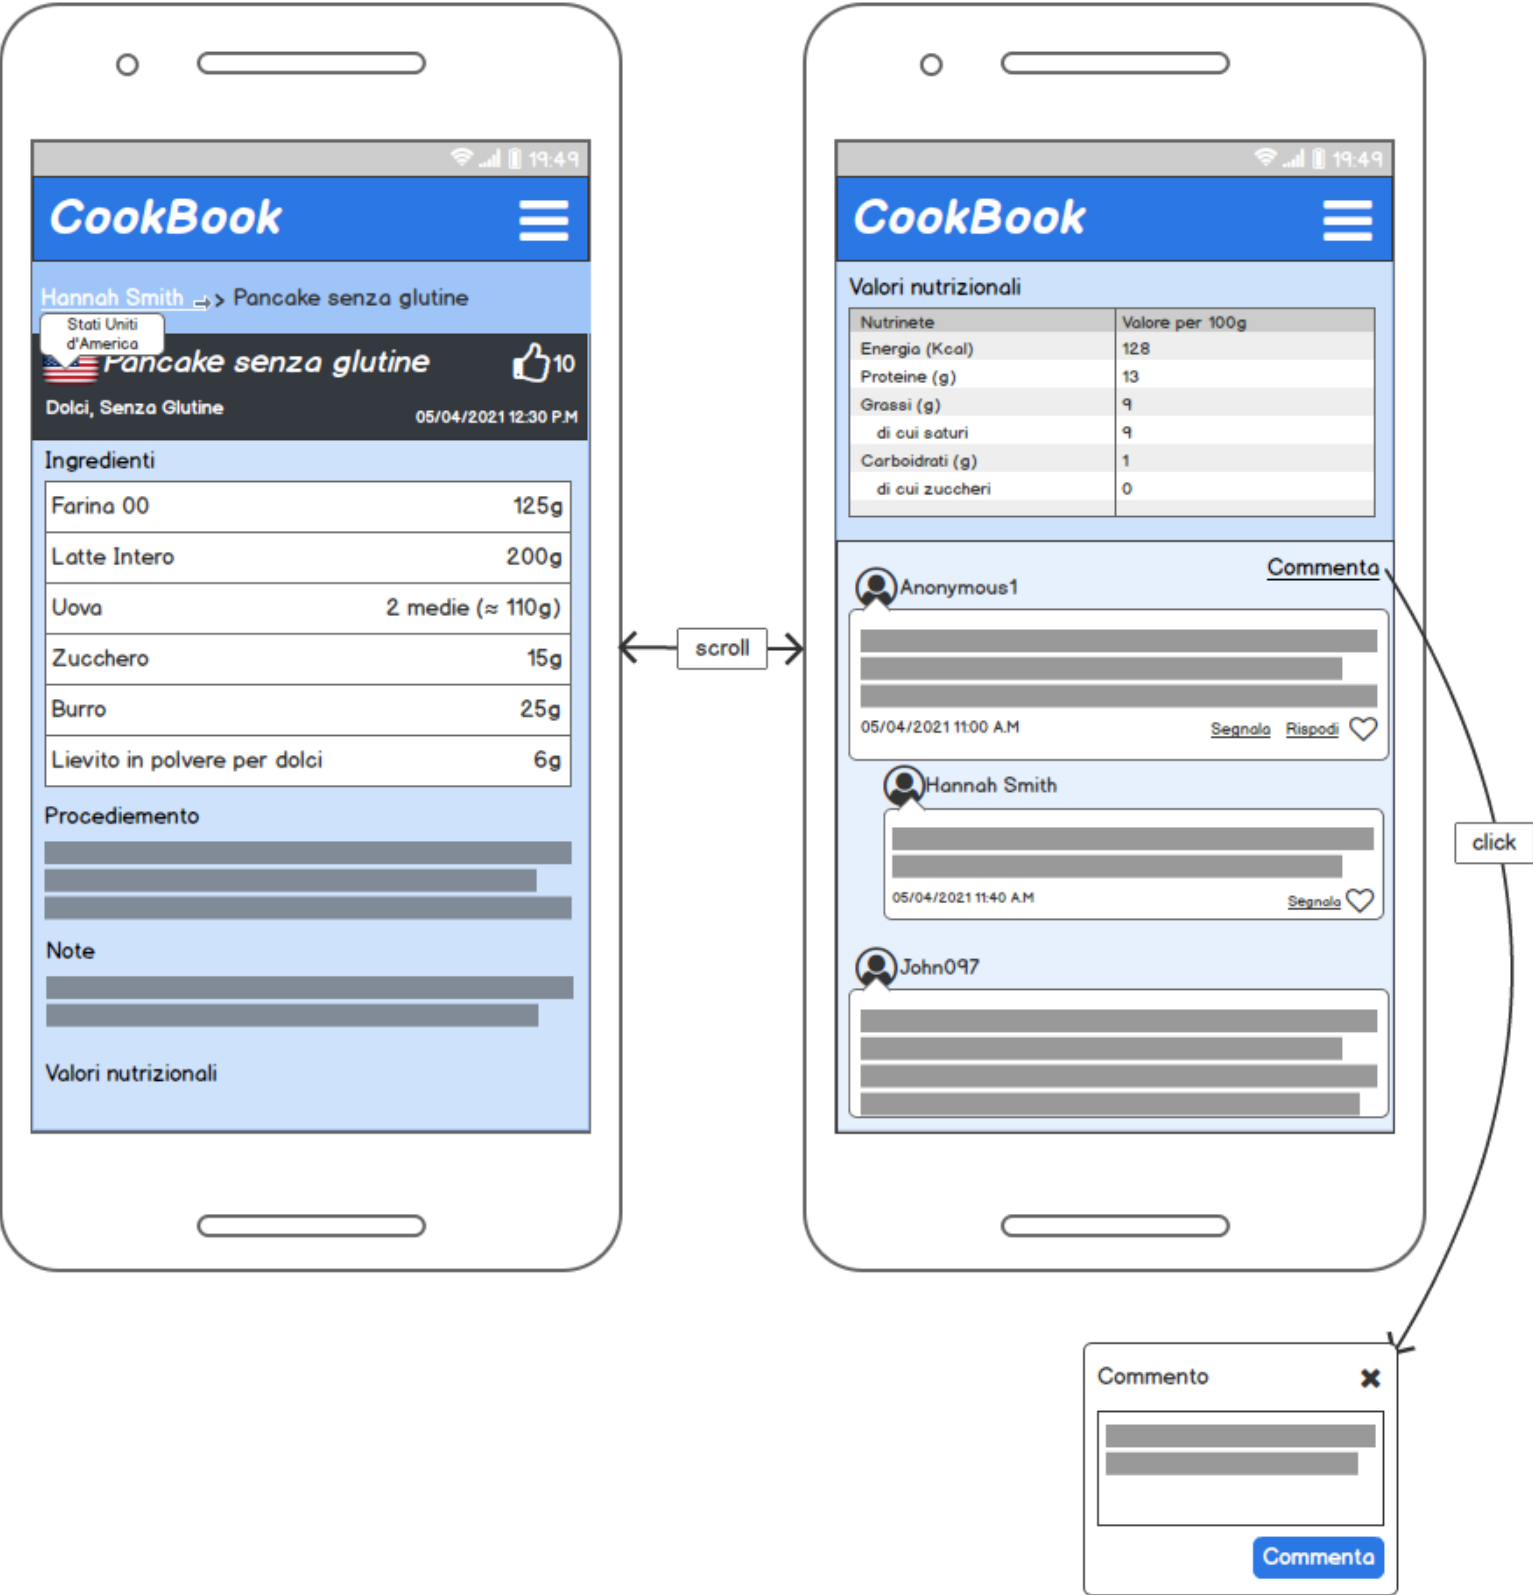 19:49
CookBook
Hannah Smith > Pancake senza glutine
Stati Uniti
d'America
Pancake senza glutine 10
Dolci, Senza Glutine
05/04/2021 12:30 P.M
Ingredienti
Farina 00 125g
Latte Intero 200g
Uova 2 medie (≈ 110g)
Zucchero 15g
Burro 25g
Lievito in polvere per dolci 6g
Procediemento
Note
Valori nutrizionali
scroll
19:49
CookBook
Valori nutrizionali
Nutrinete Valore per 100g
Energia (Kcal) 128
Proteine (g) 13
Grassi (g) 9
di cui saturi 9
Carboidrati (g) 1
di cui zuccheri 0
Commenta
Anonymous1
05/04/2021 11:00 A.M Segnala Rispodi
Hannah Smith
05/04/2021 11:40 A.M Segnala
John097
click
Commento
Commenta